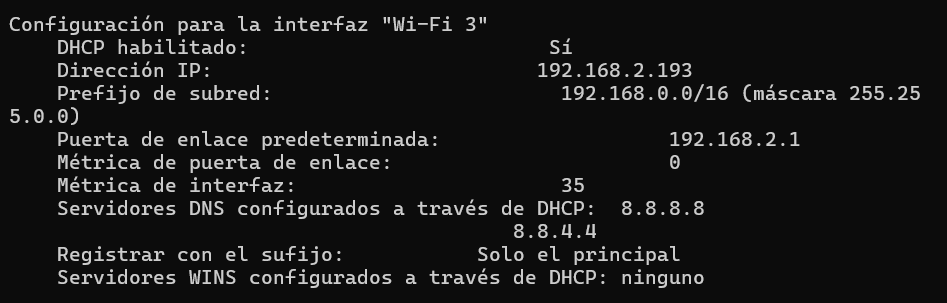 Configuración para la interfaz "Wi-Fi 3"
    DHCP habilitado:                         Sí
    Dirección IP:                           192.168.2.193
    Prefijo de subred:                        192.168.0.0/16 (máscara 255.25
5.0.0)
    Puerta de enlace predeterminada:                   192.168.2.1
    Métrica de puerta de enlace:                       0
    Métrica de interfaz:                      35
    Servidores DNS configurados a través de DHCP:  8.8.8.8
                                          8.8.4.4
    Registrar con el sufijo:           Solo el principal
    Servidores WINS configurados a través de DHCP: ninguno